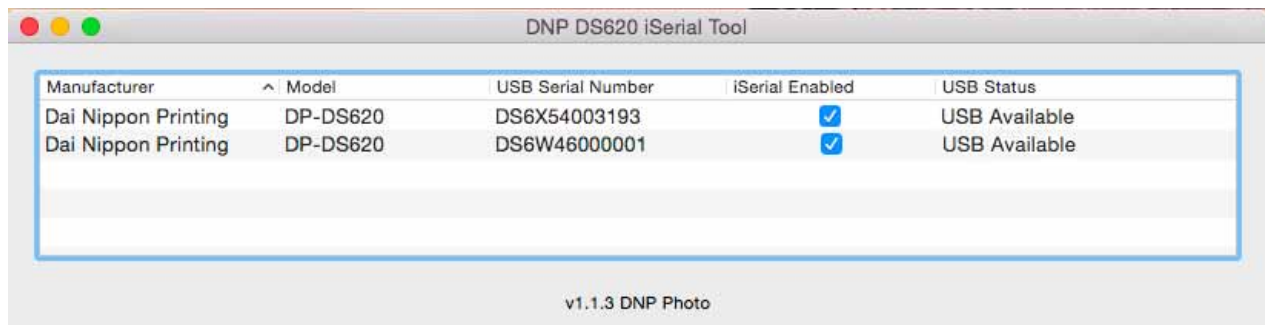 DNP DS620 iSerial Tool
Manufacturer Model USB Serial Number iSerial Enabled USB Status
Dai Nippon Printing DP-DS620 DS6X54003193 USB Available
Dai Nippon Printing DP-DS620 DS6W46000001 USB Available
v1.1.3 DNP Photo